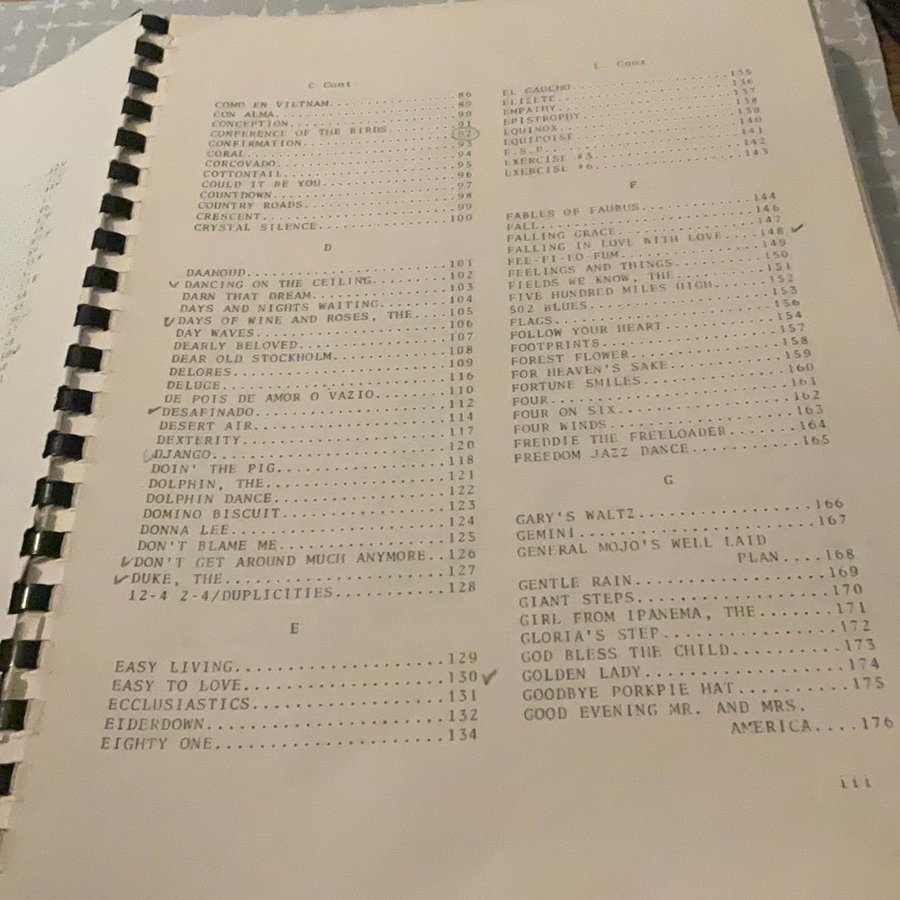 C Cont
COMO EN VIETNAM 86
CON ALMA 89
CONCEPTION 90
CONFERENCE OF THE BIRDS 91
CONFIRMATION 92
CORAL 93
CORCOVADO 94
COTTONTAIL 95
COULD IT BE YOU 96
COUNTDOWN 97
COUNTRY ROADS 98
CRESCENT 99
CRYSTAL SILENCE 100
D
DAAHOUD 101
DANCING ON THE CEILING 102
DARN THAT DREAM 103
DAYS AND NIGHTS WAITING 104
DAYS OF WINE AND ROSES, THE 105
DAY WAVES 106
DEARLY BELOVED 107
DEAR OLD STOCKHOLM 108
DELORES 109
DELUGE 116
DE POIS DE AMOR O VAZIO 110
DESAFINADO 112
DESERT AIR 114
DEXTERITY 117
DJANGO 120
DOIN' THE PIG 118
DOLPHIN, THE 121
DOLPHIN DANCE 122
DOMINO BISCUIT 123
DONNA LEE 124
DON'T BLAME ME 125
DON'T GET AROUND MUCH ANYMORE..126
DUKE, THE 127
12-4 2-4/DUPLICITIES 128
E
EASY LIVING 129
EASY TO LOVE 130
ECCLUSIASTICS 131
EIDERDOWN 132
EIGHTY ONE 134
E. Cont
EL GAUCHO 135
ELIZETE 136
EMPATHY 137
EPISTROPHY 138
EQUINOX 139
EQUIPOISE 140
E.S.P. 141
EXERCISE #3 142
EXERCISE #6 143
F
FABLES OF FAUBUS 144
FALL 146
FALLING GRACE 147
FALLING IN LOVE WITH LOVE....148
FEE-FI-FO-FUM 149
FEELINGS AND THINGS 150
FIELDS WE KNOW, THE 151
FIVE HUNDRED MILES HIGH 152
502 BLUES 153
FLAGS 156
FOLLOW YOUR HEART 154
FOOTPRINTS 157
FOREST FLOWER 158
FOR HEAVEN'S SAKE 159
FORTUNE SMILES 160
FOUR 161
FOUR ON SIX 162
FOUR WINDS 163
FREDDIE THE FREELOADER 164
FREEDOM JAZZ DANCE 165
G
GARY'S WALTZ 166
GEMINI 167
GENERAL MOJO'S WELL LAID
PLAN....168
GENTLE RAIN 169
GIANT STEPS 170
GIRL FROM IPANEMA, THE 171
GLORIA'S STEP 172
GOD BLESS THE CHILD 173
GOLDEN LADY 174
GOODBYE PORKPIE HAT 175
GOOD EVENING MR. AND MRS.
AMERICA....176